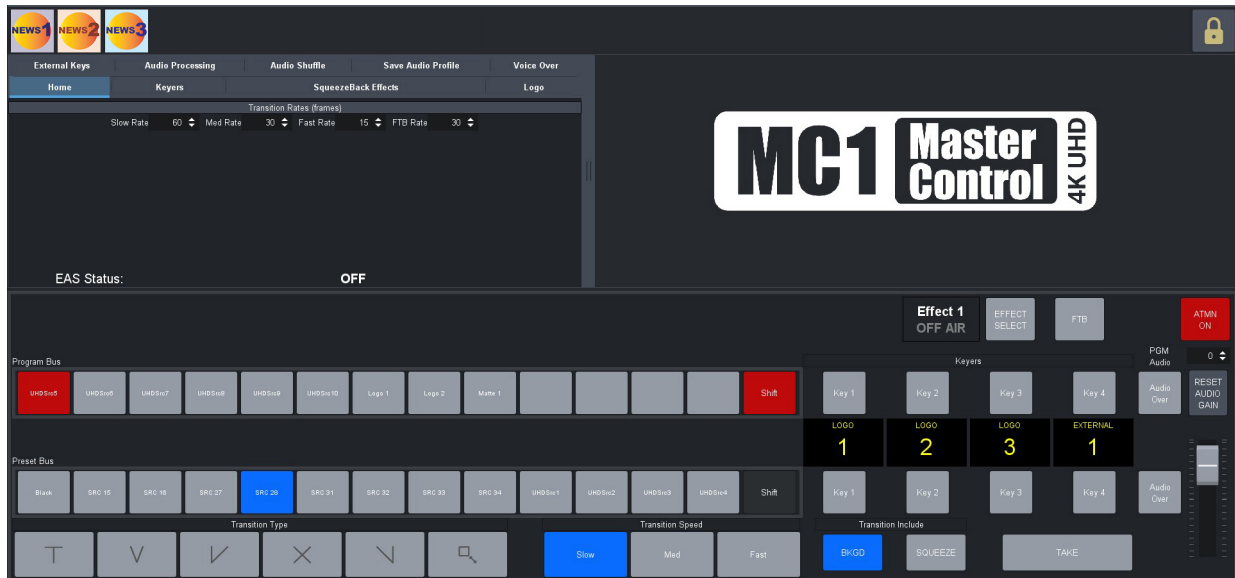 NEWS1 NEWS2 NEWS3
External Keys Audio Processing Audio Shuffle Save Audio Profile Voice Over
Home Keyers SqueezeBack Effects Logo
Transition Rates (frames)
Slow Rate 60 Med Rate 30 Fast Rate 15 FTB Rate 30
MC1 Master Control 4K UHD
EAS Status: OFF
Effect 1
OFF AIR
EFFECT
SELECT
FTB
ATMN
ON
Program Bus
Keyers
PGM
Audio
0
UHDSrc5 UHDSrc6 UHDSrc7 UHDSrc8 UHDSrc9 UHDSrc10 Logo 1 Logo 2 Matte 1 Shift
Key 1 Key 2 Key 3 Key 4
Audio
Over
RESET
AUDIO
GAIN
LOGO LOGO LOGO EXTERNAL
1 2 3 1
Preset Bus
Black SRC 15 SRC 16 SRC 27 SRC 28 SRC 31 SRC 32 SRC 33 SRC 34 UHDSrc1 UHDSrc2 UHDSrc3 UHDSrc4 Shift
Key 1 Key 2 Key 3 Key 4
Audio
Over
Transition Type Transition Speed Transition Include
Slow Med Fast BKGD SQUEEZE TAKE